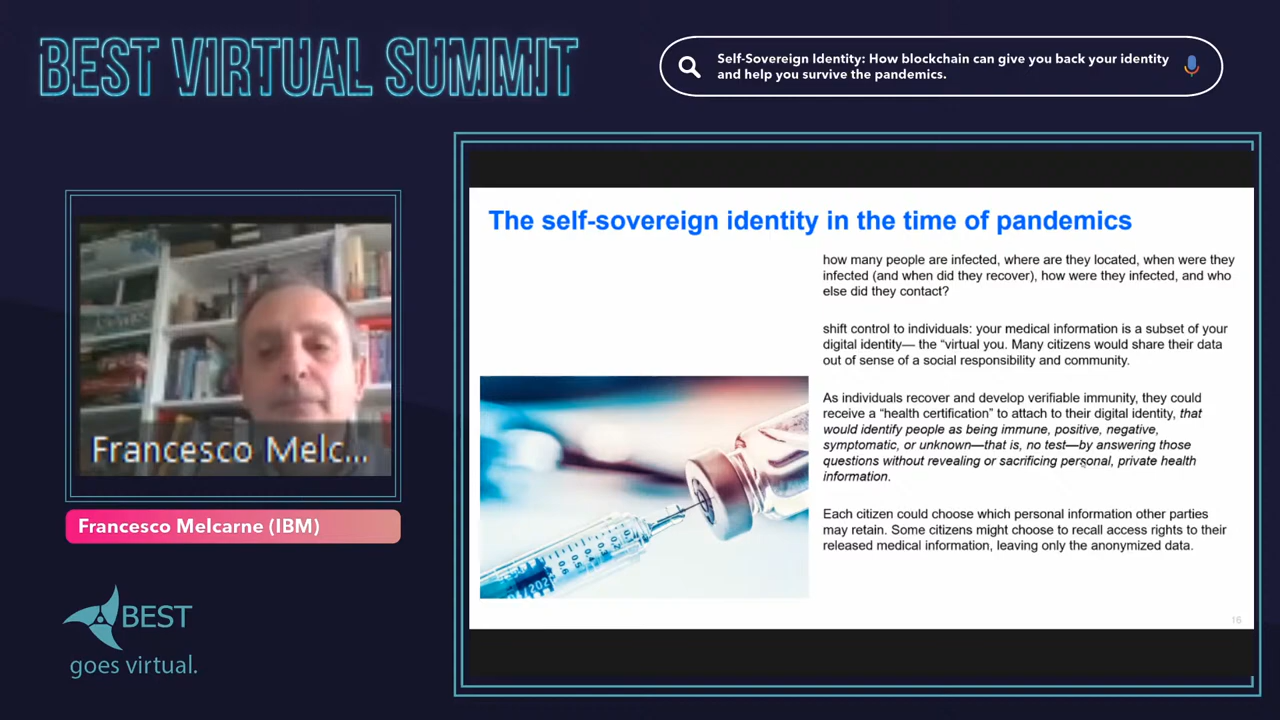 BEST VIRTUAL SUMMIT
Self-Sovereign Identity: How blockchain can give you back your identity
and help you survive the pandemics.
The self-sovereign identity in the time of pandemics
how many people are infected, where are they located, when were they
infected (and when did they recover), how were they infected, and who
else did they contact?
shift control to individuals: your medical information is a subset of your
digital identity— the “virtual you. Many citizens would share their data
out of sense of a social responsibility and community.
As individuals recover and develop verifiable immunity, they could
receive a “health certification” to attach to their digital identity, that
would identify people as being immune, positive, negative,
symptomatic, or unknown—that is, no test—by answering those
questions without revealing or sacrificing personal, private health
information.
Each citizen could choose which personal information other parties
may retain. Some citizens might choose to recall access rights to their
released medical information, leaving only the anonymized data.
16
Francesco Melc...
Francesco Melcarne (IBM)
BEST
goes virtual.